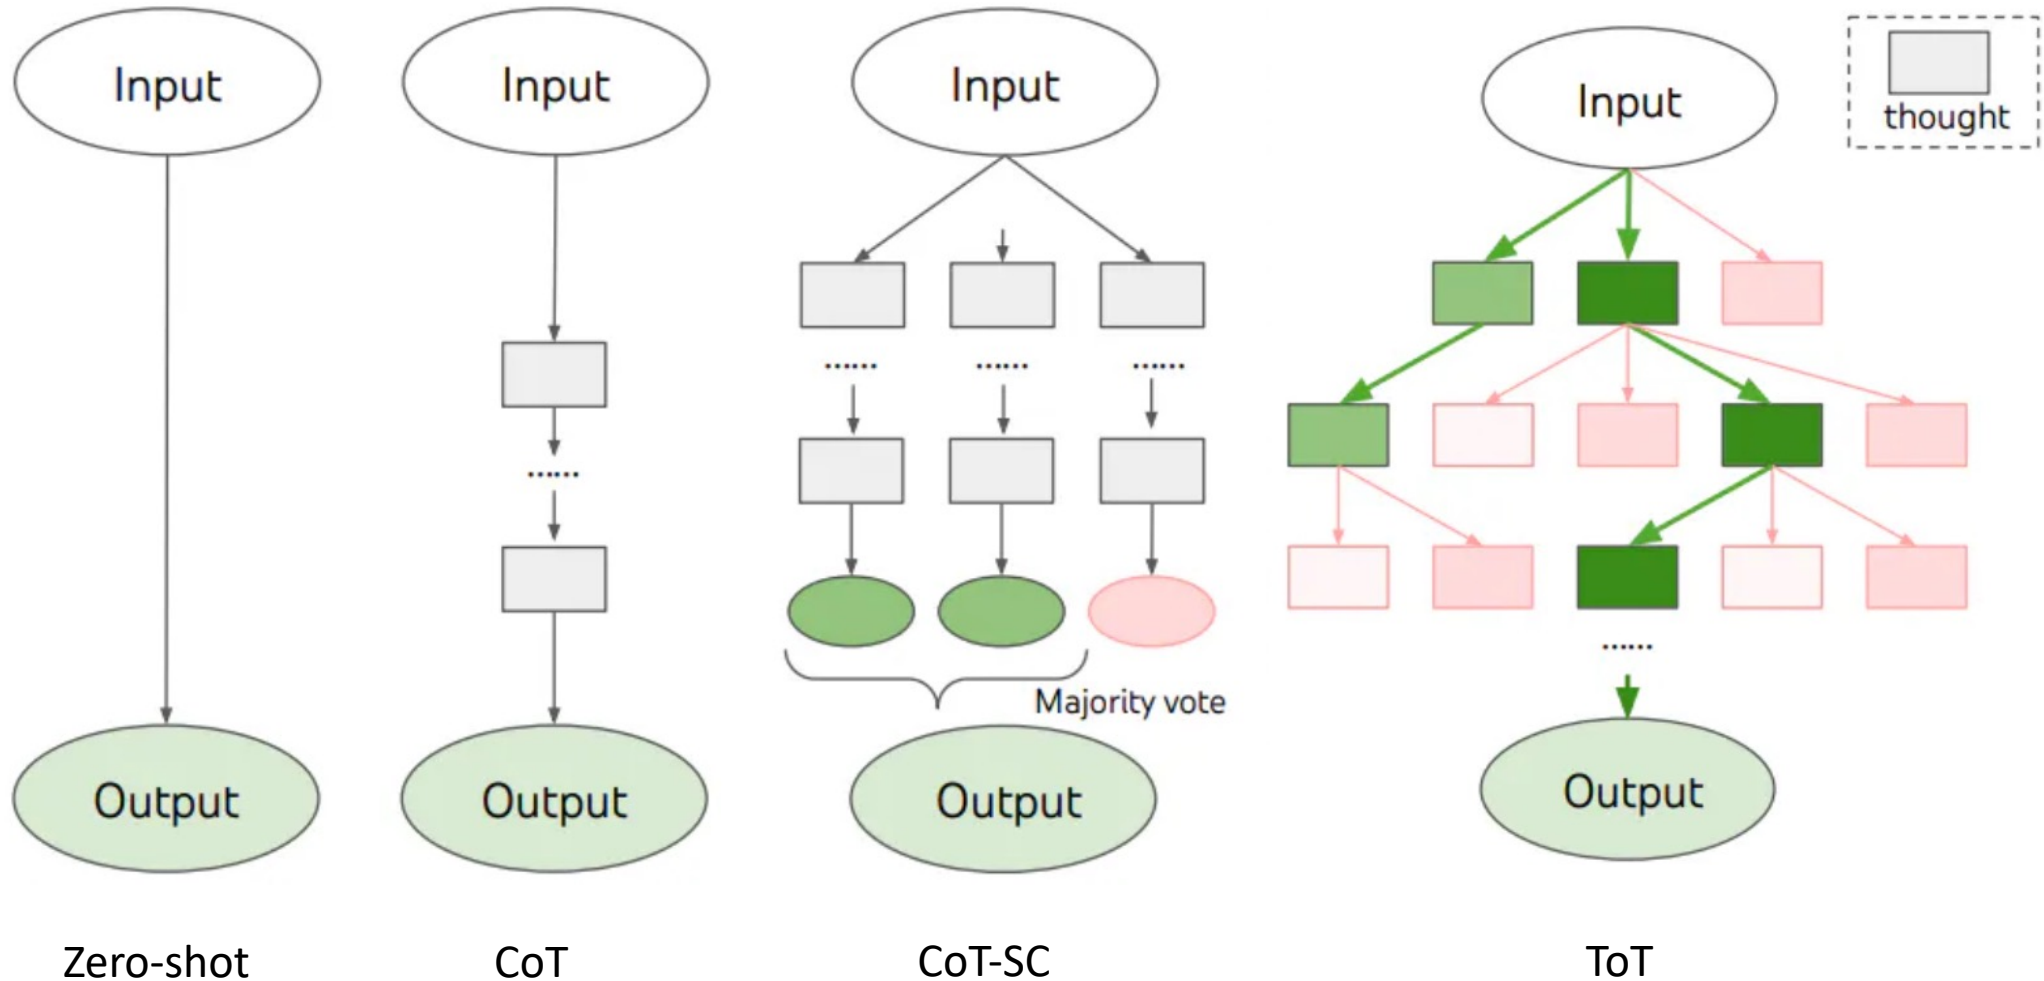 Input
Input
Input
Input
thought
......
......
......
......
......
Majority vote
Output
Output
Output
Output
Zero-shot
CoT
CoT-SC
ToT